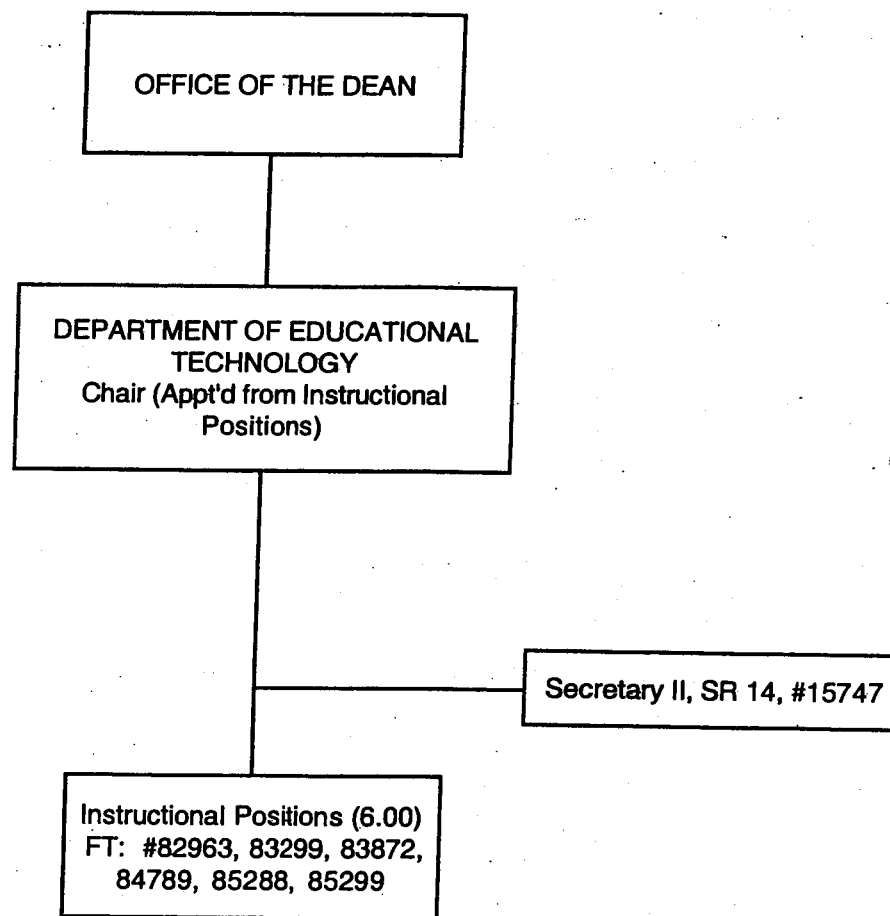 OFFICE OF THE DEAN
DEPARTMENT OF EDUCATIONAL
TECHNOLOGY
Chair (Appt'd from Instructional
Positions)
Secretary II, SR 14, #15747
Instructional Positions (6.00)
FT: #82963, 83299, 83872,
84789, 85288, 85299